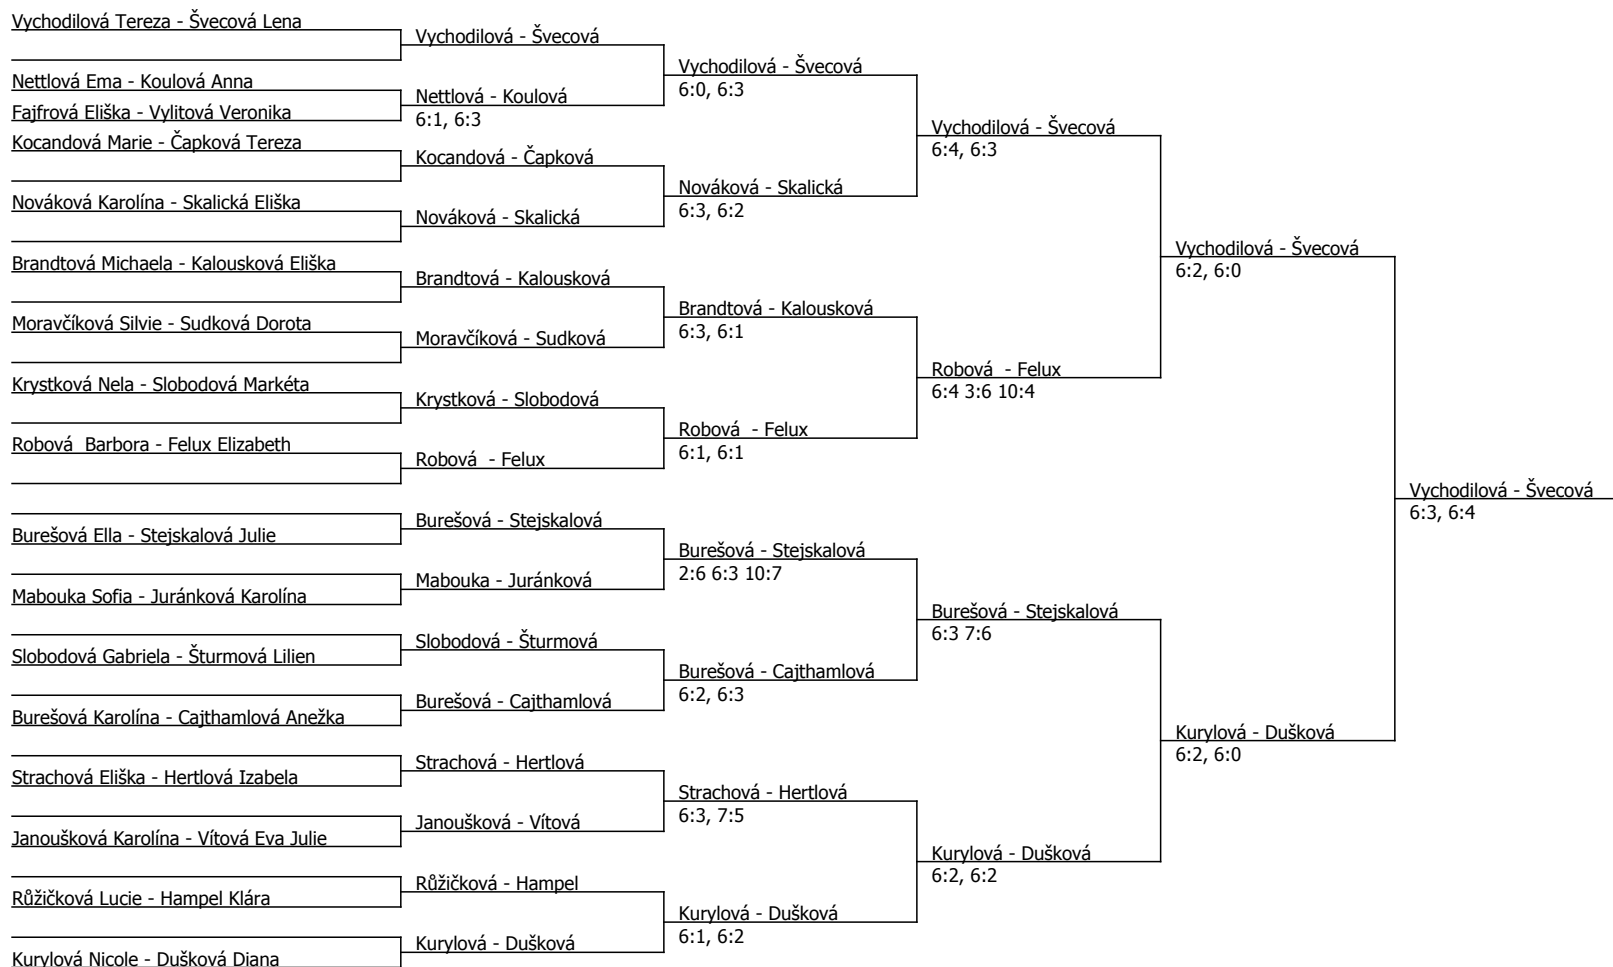 Vychodilová Tereza - Švecová Lena
Nettlová Ema - Koulová Anna
Fajfrová Eliška - Vylitová Veronika
Kocandová Marie - Čapková Tereza
Nováková Karolína - Skalická Eliška
Brandtová Michaela - Kalousková Eliška
Moravčíková Silvie - Sudková Dorota
Krystková Nela - Slobodová Markéta
Robová  Barbora - Felux Elizabeth
Burešová Ella - Stejskalová Julie
Mabouka Sofia - Juránková Karolína
Slobodová Gabriela - Šturmová Lilien
Burešová Karolína - Cajthamlová Anežka
Strachová Eliška - Hertlová Izabela
Janoušková Karolína - Vítová Eva Julie
Růžičková Lucie - Hampel Klára
Kurylová Nicole - Dušková Diana
Vychodilová - Švecová
Nettlová - Koulová
6:1, 6:3
Kocandová - Čapková
Nováková - Skalická
Brandtová - Kalousková
Moravčíková - Sudková
Krystková - Slobodová
Robová  - Felux
Burešová - Stejskalová
Mabouka - Juránková
Slobodová - Šturmová
Burešová - Cajthamlová
Strachová - Hertlová
Janoušková - Vítová
Růžičková - Hampel
Kurylová - Dušková
Vychodilová - Švecová
6:0, 6:3
Nováková - Skalická
6:3, 6:2
Brandtová - Kalousková
6:3, 6:1
Robová  - Felux
6:1, 6:1
Burešová - Stejskalová
2:6 6:3 10:7
Burešová - Cajthamlová
6:2, 6:3
Strachová - Hertlová
6:3, 7:5
Kurylová - Dušková
6:1, 6:2
Vychodilová - Švecová
6:4, 6:3
Robová  - Felux
6:4 3:6 10:4
Burešová - Stejskalová
6:3 7:6
Kurylová - Dušková
6:2, 6:2
Vychodilová - Švecová
6:2, 6:0
Kurylová - Dušková
6:2, 6:0
Vychodilová - Švecová
6:3, 6:4